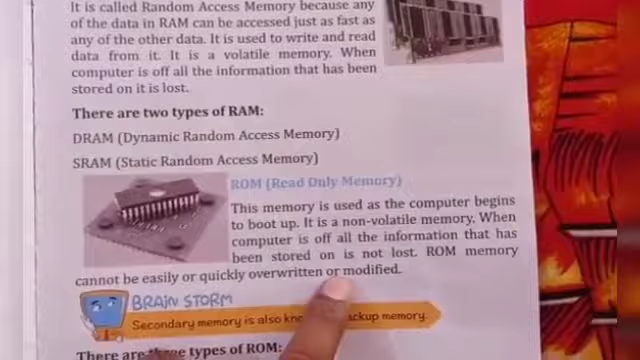 It is called Random Access Memory because any
of the data in RAM can be accessed just as fast as
any of the other data. It is used to write and read
data from it. It is a volatile memory. When
computer is off all the information that has been
stored on it is lost.
There are two types of RAM:
DRAM (Dynamic Random Access Memory)
SRAM (Static Random Access Memory)
ROM (Read Only Memory)
This memory is used as the computer begins
to boot up. It is a non-volatile memory. When
computer is off all the information that has
been stored on is not lost. ROM memory
cannot be easily or quickly overwritten or modified.
BRAIN STORM
Secondary memory is also backup memory.
There are three types of ROM: